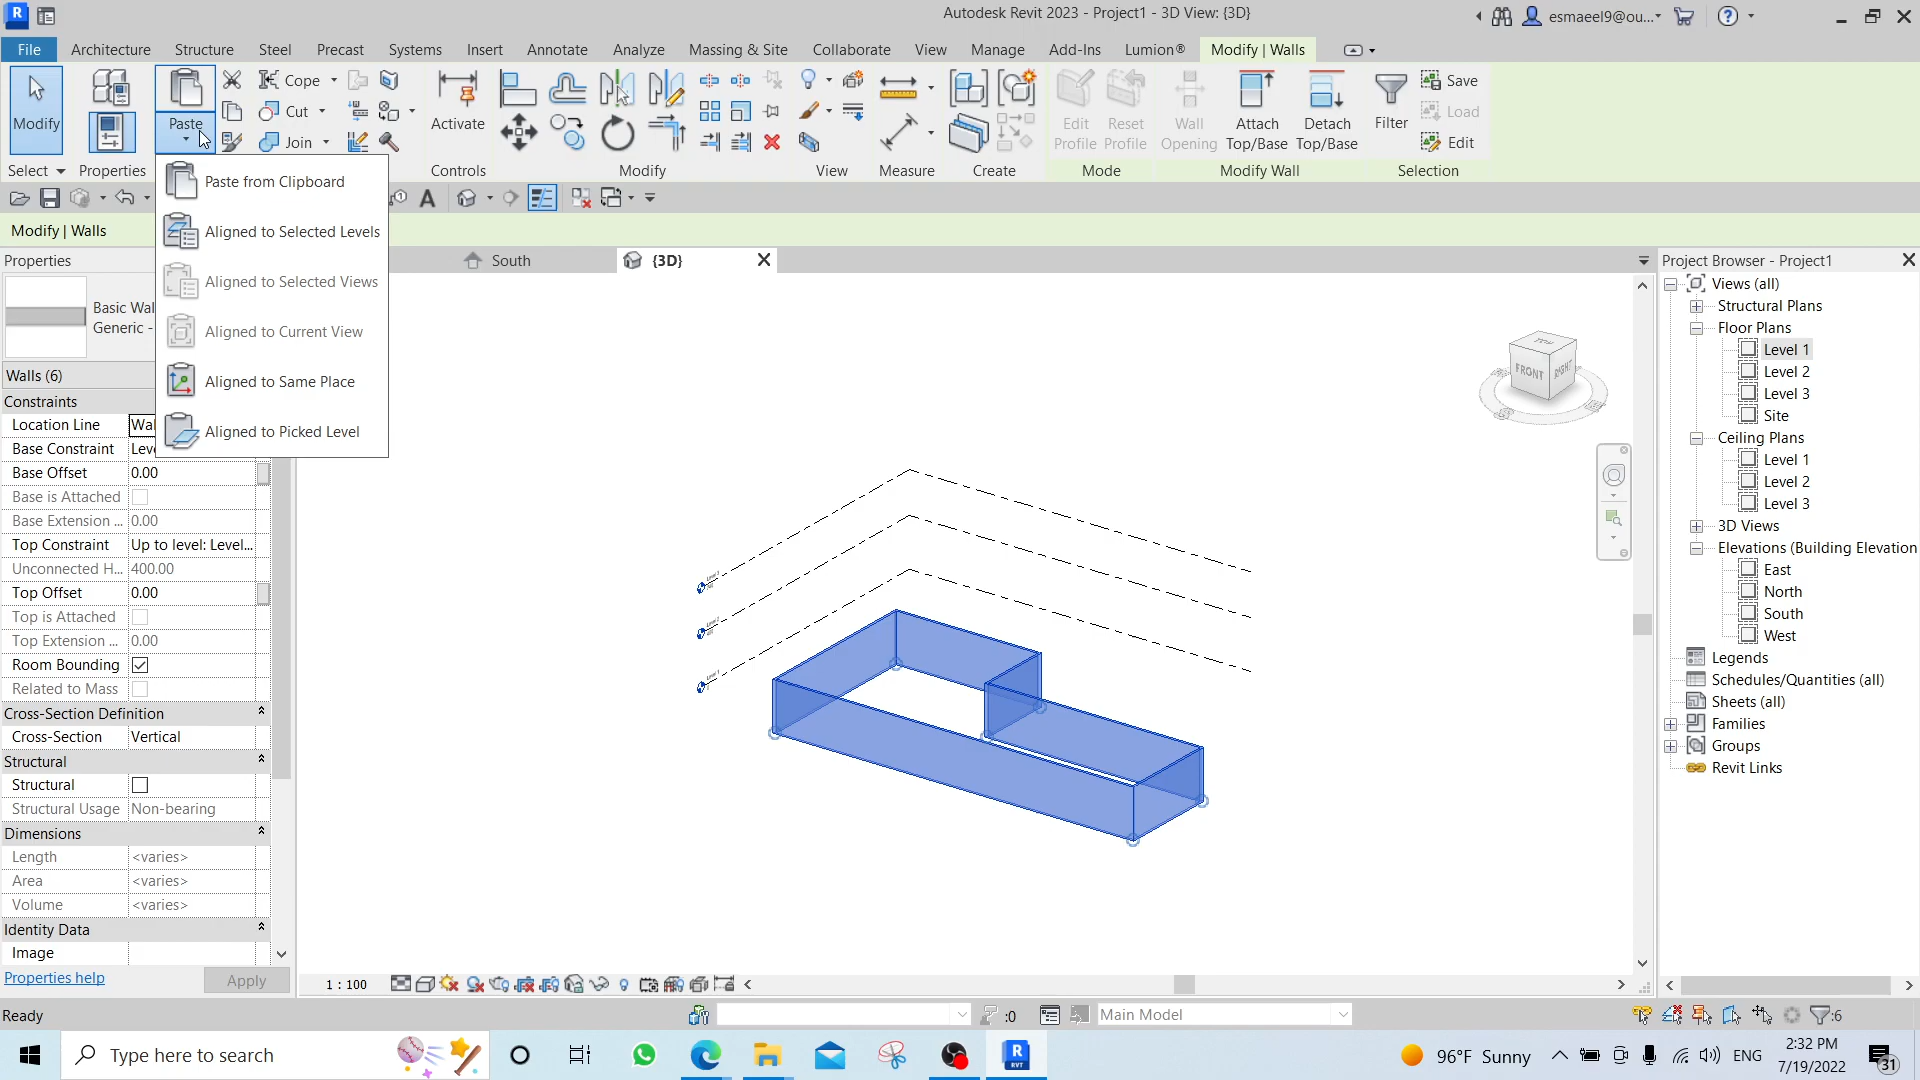 Autodesk Revit 2023 - Project1 - 3D View: {3D}
esmaeel9@ou...
File Architecture Structure Steel Precast Systems Insert Annotate Analyze Massing & Site Collaborate View Manage Add-Ins Lumion® Modify | Walls
Modify
Paste
Cope
Cut
Join
Activate
Edit Profile
Reset Profile
Wall Opening
Attach Top/Base
Detach Top/Base
Filter
Save
Load
Edit
Select Properties Controls Modify View Measure Create Mode Modify Wall Selection
Paste from Clipboard
Aligned to Selected Levels
Aligned to Selected Views
Aligned to Current View
Aligned to Same Place
Aligned to Picked Level
A
Modify | Walls
South
{3D}
Properties
Basic Wal
Generic -
Walls (6)
Constraints
Location Line Wal
Base Constraint Leve
Base Offset 0.00
Base is Attached
Base Extension ... 0.00
Top Constraint Up to level: Level...
Unconnected H... 400.00
Top Offset 0.00
Top is Attached
Top Extension ... 0.00
Room Bounding
Related to Mass
Cross-Section Definition
Cross-Section Vertical
Structural
Structural
Structural Usage Non-bearing
Dimensions
Length <varies>
Area <varies>
Volume <varies>
Identity Data
Image
Properties help
Apply
TOP
FRONT
RIGHT
Project Browser - Project1
Views (all)
Structural Plans
Floor Plans
Level 1
Level 2
Level 3
Site
Ceiling Plans
Level 1
Level 2
Level 3
3D Views
Elevations (Building Elevation
East
North
South
West
Legends
Schedules/Quantities (all)
Sheets (all)
Families
Groups
Revit Links
1 : 100
Ready
:0
Main Model
:6
Type here to search
R
RVT
96°F Sunny
ENG
2:32 PM
7/19/2022
31